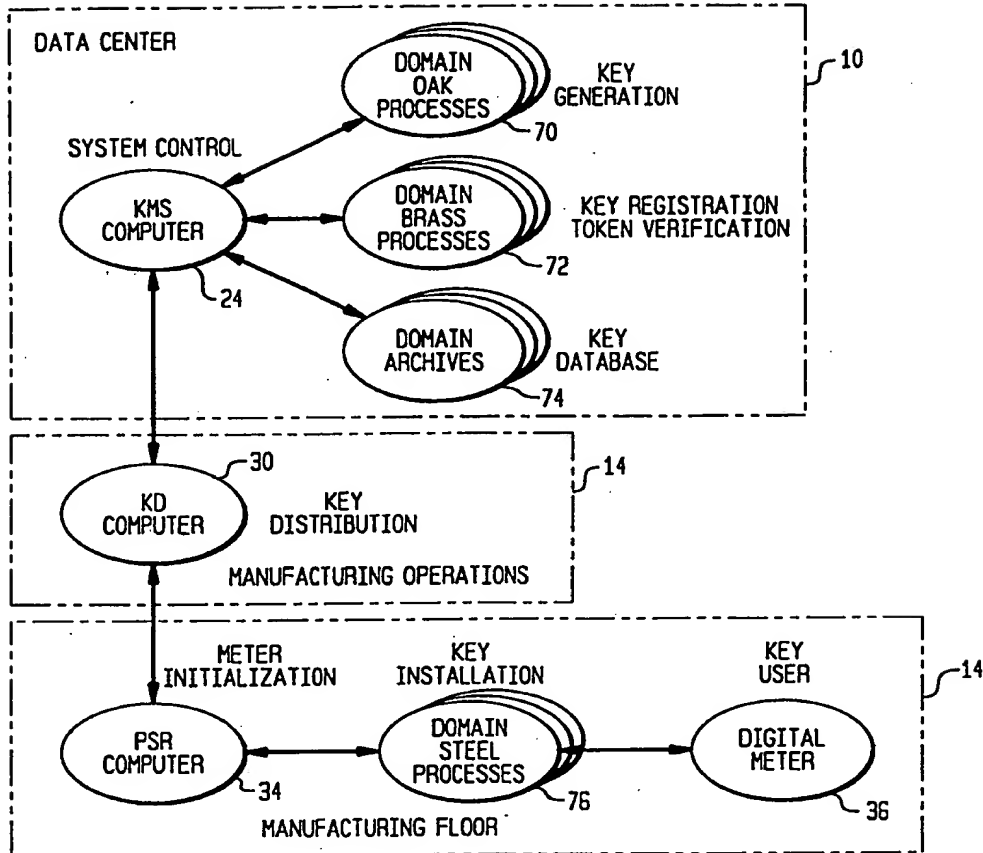 DATA CENTER
10
DOMAIN
OAK
PROCESSES
70
KEY
GENERATION
SYSTEM CONTROL
KMS
COMPUTER
24
DOMAIN
BRASS
PROCESSES
72
KEY REGISTRATION
TOKEN VERIFICATION
DOMAIN
ARCHIVES
74
KEY
DATABASE
14
30
KD
COMPUTER
KEY
DISTRIBUTION
MANUFACTURING OPERATIONS
14
METER
INITIALIZATION
KEY
INSTALLATION
KEY
USER
PSR
COMPUTER
34
DOMAIN
STEEL
PROCESSES
76
DIGITAL
METER
36
MANUFACTURING FLOOR